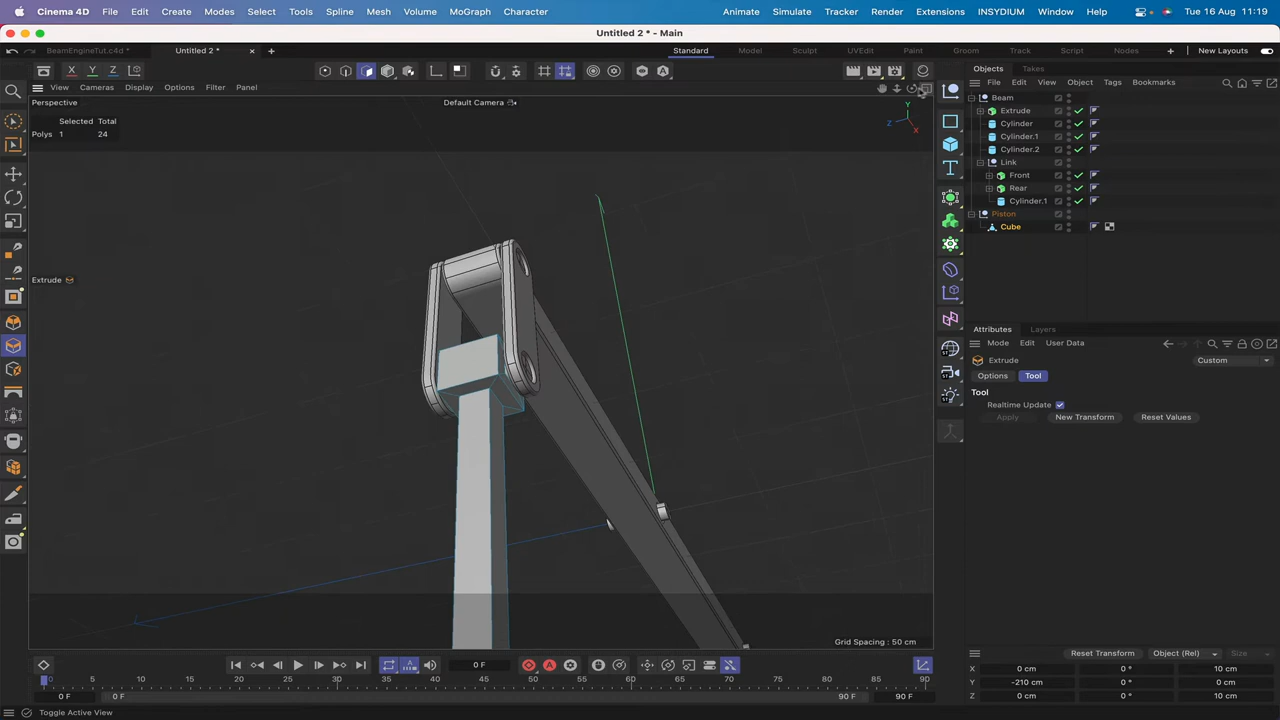 Cinema 4D File Edit Create Modes Select Tools Spline Mesh Volume MoGraph Character Animate Simulate Tracker Render Extensions INSYDIUM Window Help Tue 16 Aug 11:19
Untitled 2 * - Main
BeamEngineTut.c4d * Untitled 2 * Standard Model Sculpt UVEdit Paint Groom Track Script Nodes New Layouts
X Y Z
Objects Takes
View Cameras Display Options Filter Panel
File Edit View Object Tags Bookmarks
Perspective Default Camera
Beam
Extrude
Selected Total
Polys 1 24
Y
Z
X
Cylinder
Cylinder.1
Cylinder.2
Link
Front
Rear
Cylinder.1
Piston
Cube
Extrude
Attributes Layers
Mode Edit User Data
Extrude Custom
Options Tool
Tool
Realtime Update
Apply New Transform Reset Values
Grid Spacing : 50 cm
Reset Transform Object (Rel) Size
0 F
X 0 cm 0 ° 10 cm
Y -210 cm 0 ° 0 cm
Z 0 cm 0 ° 10 cm
0 5 10 15 20 25 30 35 40 45 50 55 60 65 70 75 80 85 90
0 F 0 F 90 F 90 F
Toggle Active View